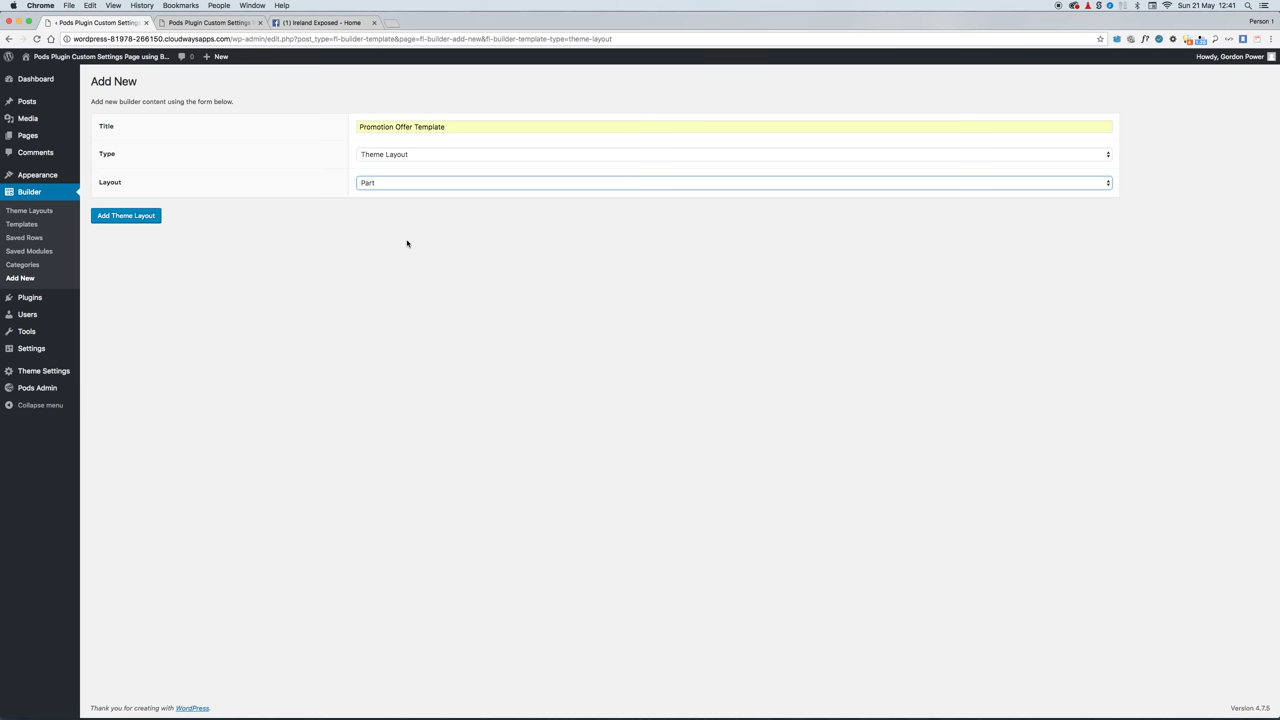 Chrome File Edit View History Bookmarks People Window Help Sun 21 May 12:41
‹ Pods Plugin Custom Settings × Pods Plugin Custom Settings × (1) Ireland Exposed - Home × Person 1
wordpress-81978-266150.cloudwaysapps.com/wp-admin/edit.php?post_type=fl-builder-template&page=fl-builder-add-new&fl-builder-template-type=theme-layout
Pods Plugin Custom Settings Page using B... 0 + New Howdy, Gordon Power
Dashboard
Posts
Media
Pages
Comments
Appearance
Builder
Theme Layouts
Templates
Saved Rows
Saved Modules
Categories
Add New
Plugins
Users
Tools
Settings
Theme Settings
Pods Admin
Collapse menu
Add New
Add new builder content using the form below.
Title Promotion Offer Template
Type Theme Layout
Layout Part
Add Theme Layout
Thank you for creating with WordPress. Version 4.7.5